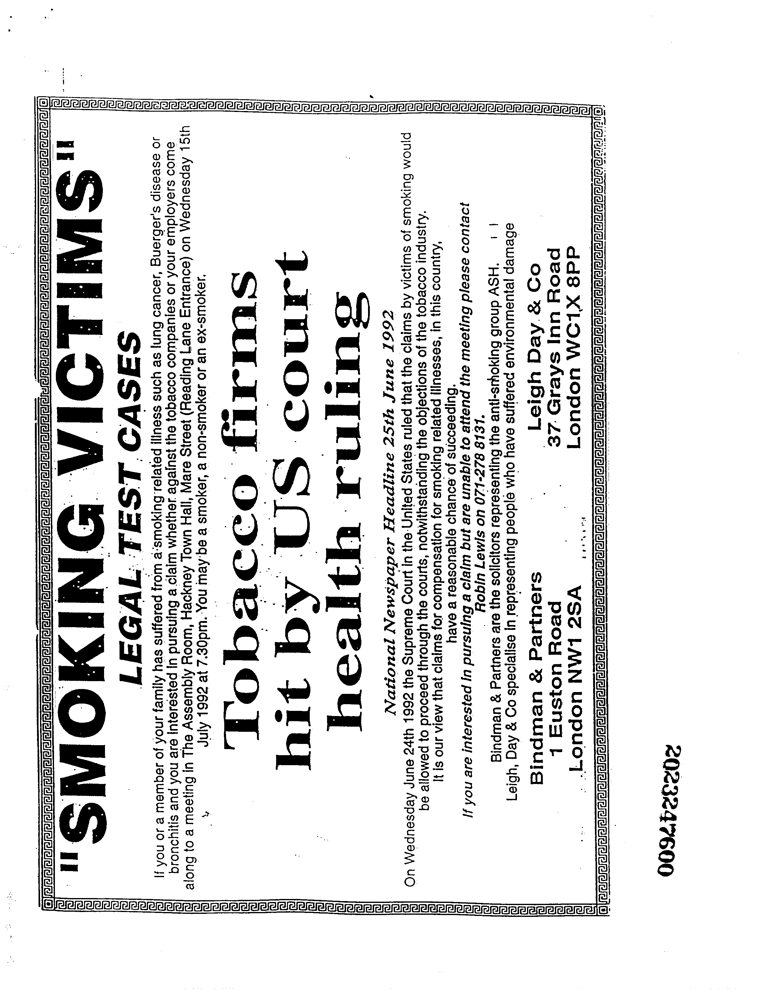 "SMOKING VICTIMS"
LEGAL TEST CASES
If you or a member of your family has suffered from a smoking related illness such as lung cancer, Buerger's disease or
bronchitis and you are interested in pursuing a claim whether against the tobacco companies or your employers come
along to a meeting in The Assembly Room, Hackney Town Hall, Mare Street (Reading Lane Entrance) on Wednesday 15th
July 1992 at 7.30pm. You may be a smoker, a non-smoker or an ex-smoker.
Tobacco firms
hit by US court
health ruling
National Newspaper Headline 25th June 1992
On Wednesday June 24th 1992 the Supreme Court in the United States ruled that the claims by victims of smoking would
be allowed to proceed through the courts, notwithstanding the objections of the tobacco industry.
It is our view that claims for compensation for smoking related illnesses, in this country,
have a reasonable chance of succeeding.
If you are interested in pursuing a claim but are unable to attend the meeting please contact
Robin Lewis on 071-278 8131.
Bindman & Partners are the solicitors representing the anti-smoking group ASH.
Leigh, Day & Co specialise in representing people who have suffered environmental damage
Bindman & Partners
1 Euston Road
London NW1 2SA
Leigh Day & Co
37 Grays Inn Road
London WC1X 8PP
2023247600